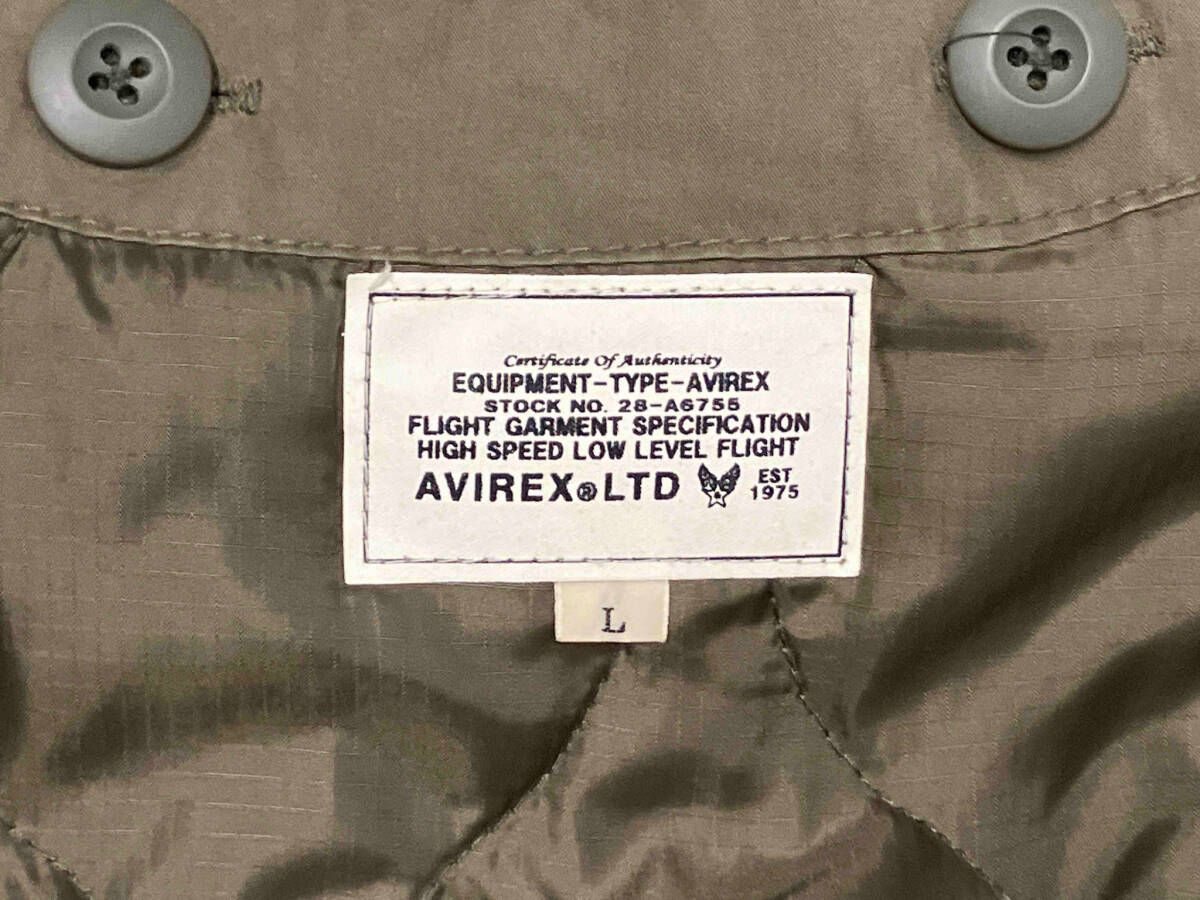 Certificate Of Authenticity
EQUIPMENT-TYPE-AVIREX
STOCK NO. 28-A6755
FLIGHT GARMENT SPECIFICATION
HIGH SPEED LOW LEVEL FLIGHT
AVIREX®LTD EST 1975
L